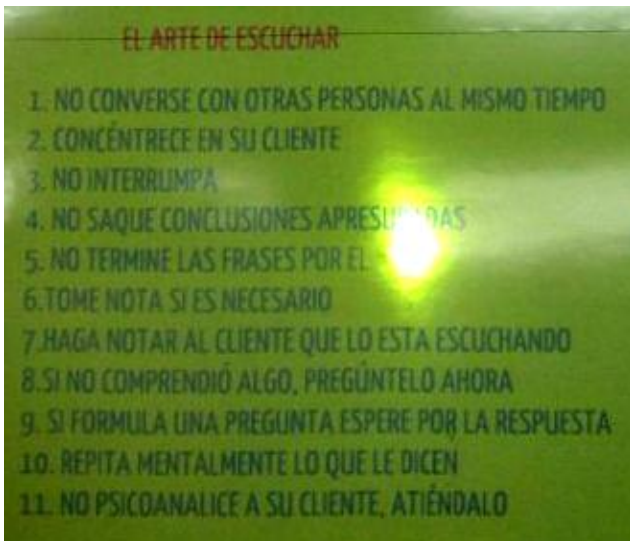 EL ARTE DE ESCUCHAR
1. NO CONVERSE CON OTRAS PERSONAS AL MISMO TIEMPO
2. CONCÉNTRECE EN SU CLIENTE
3. NO INTERRUMPA
4. NO SAQUE CONCLUSIONES APRESURADAS
5. NO TERMINE LAS FRASES POR EL
6.TOME NOTA SI ES NECESARIO
7.HAGA NOTAR AL CLIENTE QUE LO ESTA ESCUCHANDO
8.SI NO COMPRENDIÓ ALGO, PREGÚNTELO AHORA
9. SI FORMULA UNA PREGUNTA ESPERE POR LA RESPUESTA
10. REPITA MENTALMENTE LO QUE LE DICEN
11. NO PSICOANALICE A SU CLIENTE, ATIÉNDALO